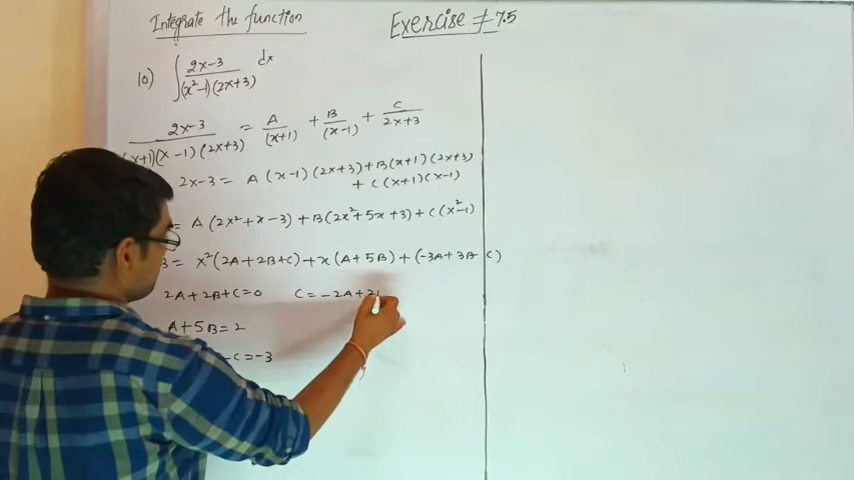 Integrate the function
Exercise ≠ 7.5
10) ∫ 2x-3 / (x²-1)(2x+3) dx
2x-3 / (x+1)(x-1)(2x+3) = A/(x+1) + B/(x-1) + C/2x+3
2x-3 = A(x-1)(2x+3)+B(x+1)(2x+3)
+ C(x+1)(x-1)
= A(2x²+x-3)+B(2x²+5x+3)+C(x²-1)
3 = x²(2A+2B+C)+x(A+5B)+(-3A+3B-C)
2A+2B+C=0 C=-2A+2
A+5B=2
-C=-3